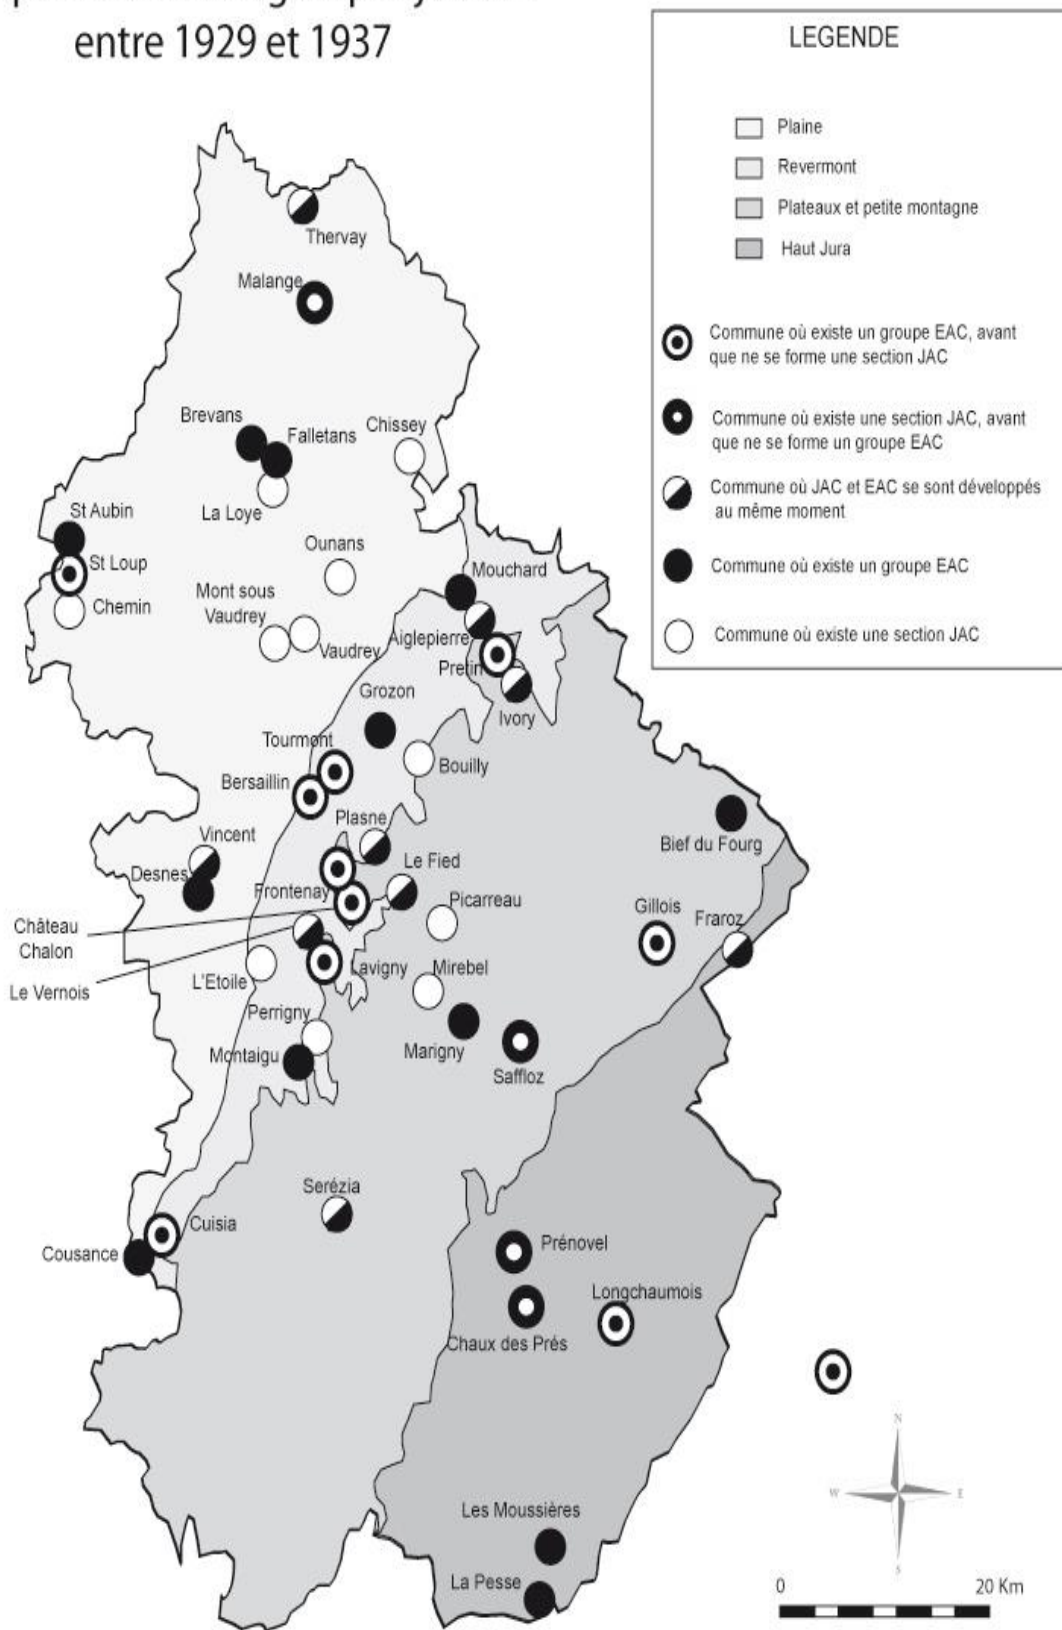 entre 1929 et 1937
LEGENDE
Plaine
Revermont
Plateaux et petite montagne
Haut Jura
Commune où existe un groupe EAC, avant
que ne se forme une section JAC
Commune où existe une section JAC, avant
que ne se forme un groupe EAC
Commune où JAC et EAC se sont développés
au même moment
Commune où existe un groupe EAC
Commune où existe une section JAC
Thervay
Malange
Brevans
Falletans
Chissey
La Loye
St Aubin
St Loup
Chemin
Ounans
Mont sous
Vaudrey
Vaudrey
Mouchard
Aiglepierre
Pretin
Ivory
Grozon
Tourmont
Bouilly
Bersaillin
Plasne
Vincent
Desnes
Le Fied
Frontenay
Picarreau
Bief du Fourg
Gillois
Fraroz
Château
Chalon
Le Vernois
L'Etoile
Lavigny
Mirebel
Perrigny
Montaigu
Marigny
Saffloz
Serézia
Cuisia
Cousance
Prénovel
Longchaumois
Chaux des Prés
Les Moussières
La Pesse
N
W
E
S
0
20 Km